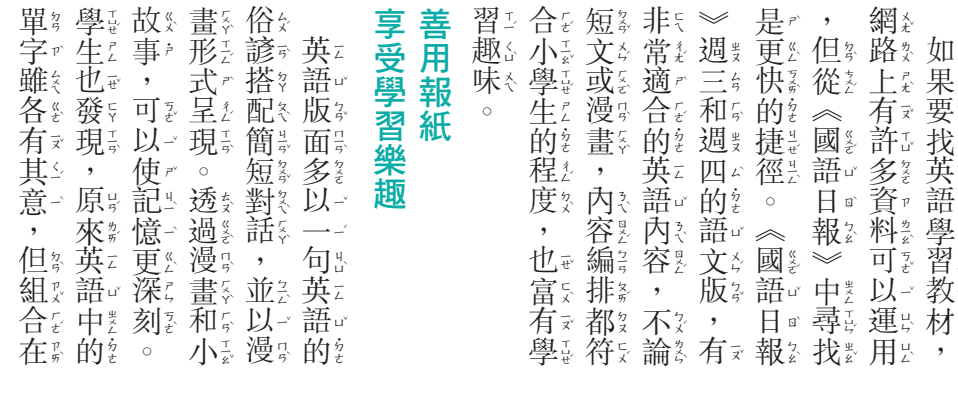 如果要找英語學習教材，
網路上有許多資料可以運用
，但從《國語日報》中尋找
是更快的捷徑。《國語日報
》週三和週四的語文版，有
非常適合的英語內容，不論
短文或漫畫，內容編排都符
合小學生的程度，也富有學
習趣味。
善用報紙
享受學習樂趣
英語版面多以一句英語的
俗諺搭配簡短對話，並以漫
畫形式呈現。透過漫畫和小
故事，可以使記憶更深刻。
學生也發現，原來英語中的
單字雖各有其意，但組合在